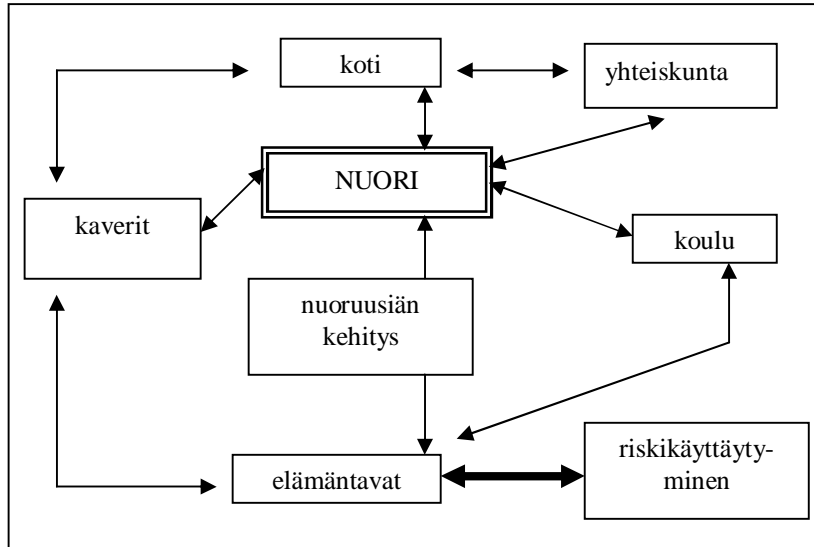 koti
yhteiskunta
NUORI
kaverit
koulu
nuoruusiän
kehitys
elämäntavat
riskikäyttäyty-
minen